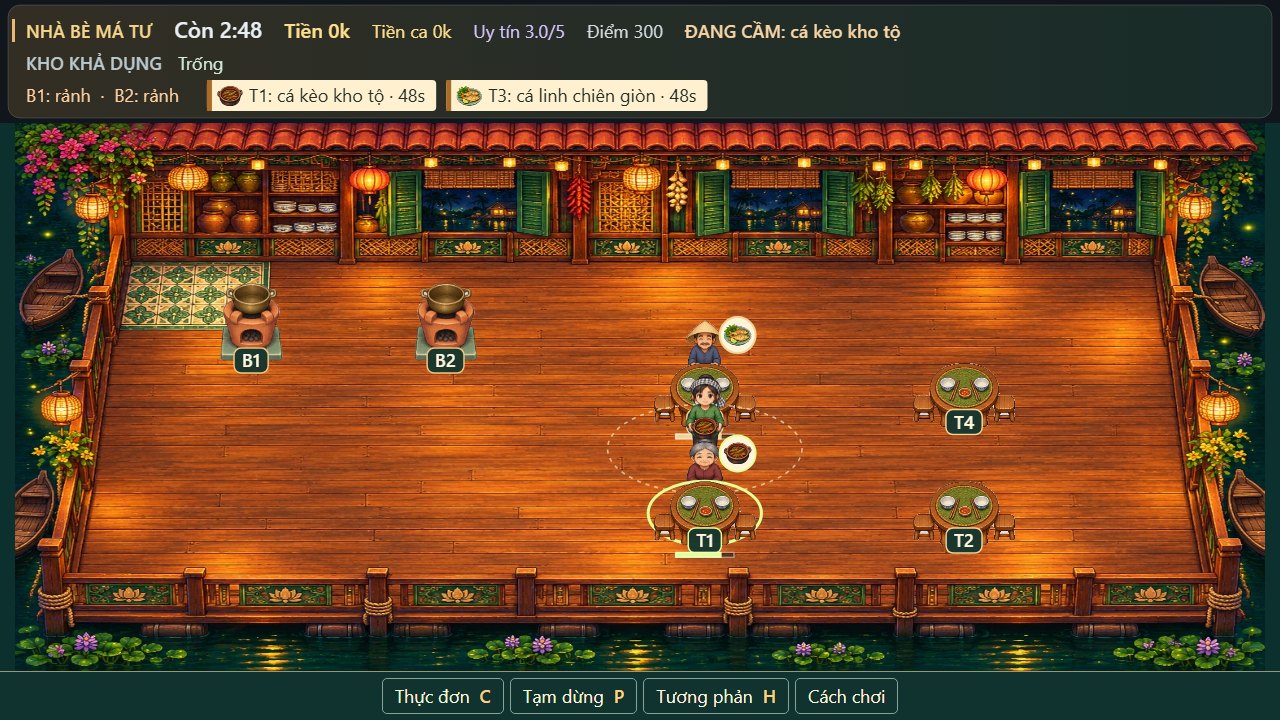 NHÀ BÈ MÁ TƯ Còn 2:48 Tiền 0k Tiền ca 0k Uy tín 3.0/5 Điểm 300 ĐANG CẦM: cá kèo kho tộ
KHO KHẢ DỤNG Trống
B1: rảnh · B2: rảnh T1: cá kèo kho tộ · 48s T3: cá linh chiên giòn · 48s
B1 B2
T4
T1 T2
Thực đơn C Tạm dừng P Tương phản H Cách chơi